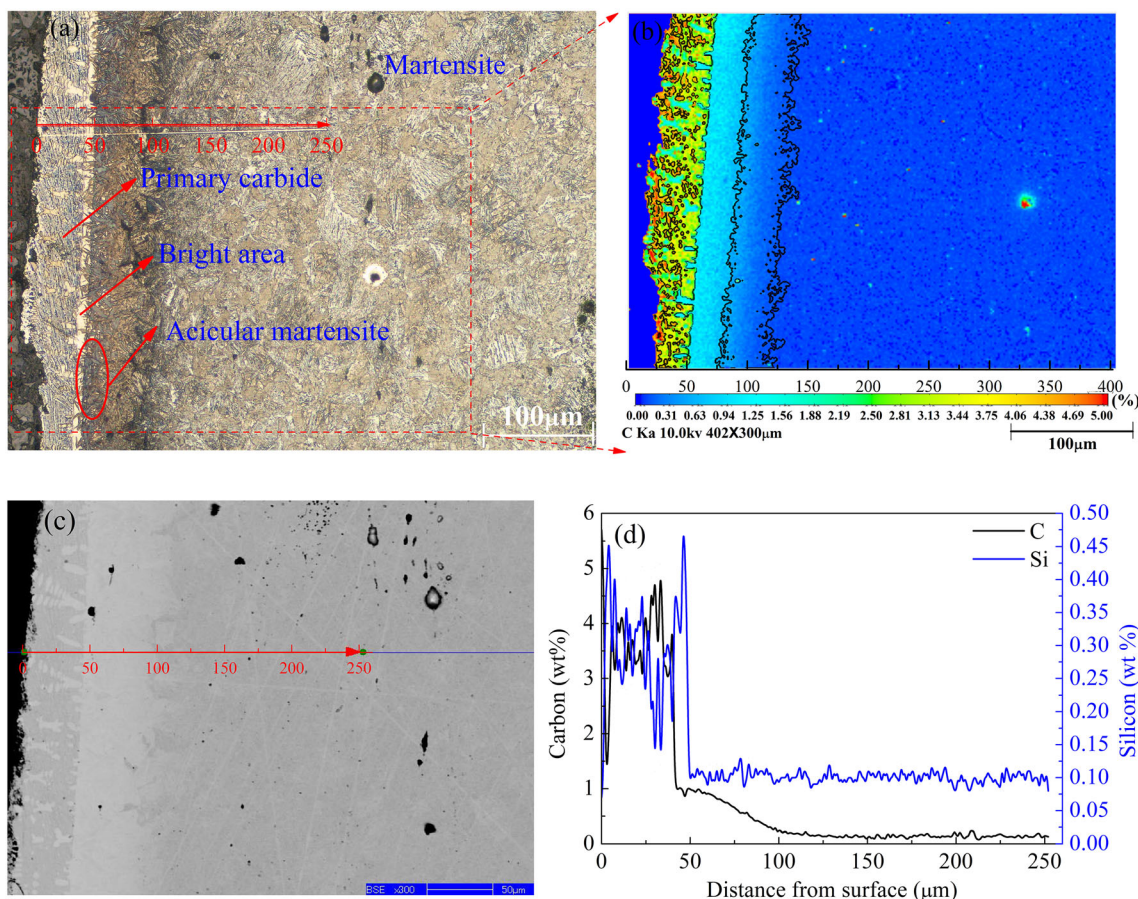 (a)
Martensite
0 50 100 150 200 250
Primary carbide
Bright area
Acicular martensite
100μm
(b)
0 50 100 150 200 250 300 350 400
0.00 0.31 0.63 0.94 1.25 1.56 1.88 2.19 2.50 2.81 3.13 3.44 3.75 4.06 4.38 4.69 5.00 (%)
C Ka 10.0kv 402X300μm
100μm
(c)
0 50 100 150 200 250
BSE x300 50μm
(d)
C
Si
Carbon (wt%)
0 1 2 3 4 5 6
Silicon (wt %)
0.00 0.05 0.10 0.15 0.20 0.25 0.30 0.35 0.40 0.45 0.50
0 50 100 150 200 250
Distance from surface (μm)